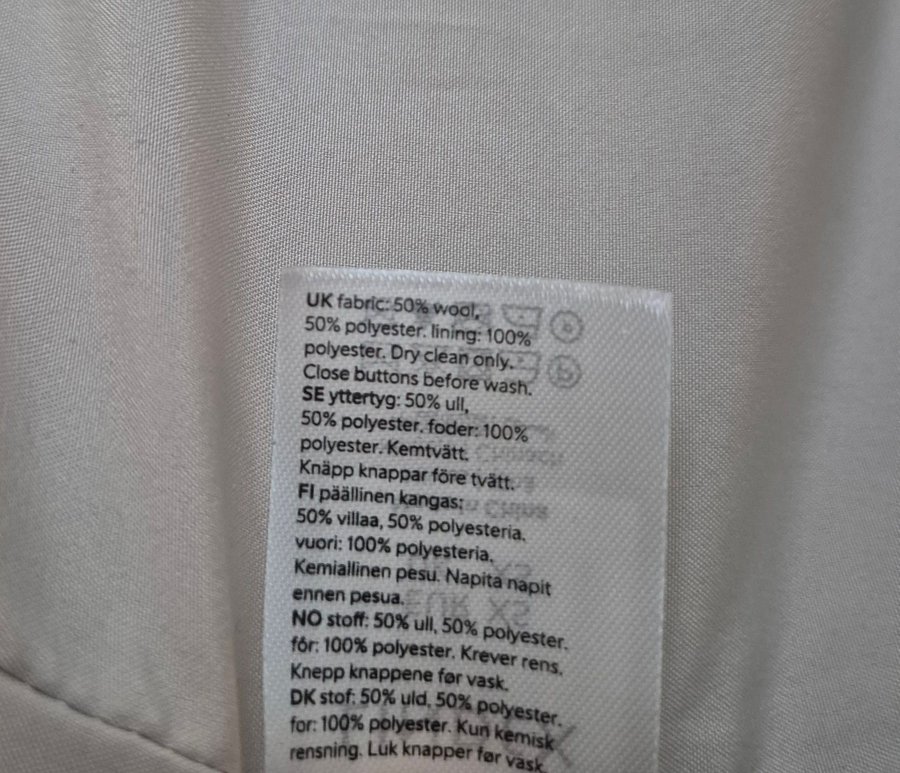 UK fabric: 50% wool,
50% polyester. lining: 100%
polyester. Dry clean only.
Close buttons before wash.
SE yttertyg: 50% ull,
50% polyester. foder: 100%
polyester. Kemtvätt.
Knäpp knappar före tvätt.
FI päällinen kangas:
50% villaa, 50% polyesteria.
vuori: 100% polyesteria.
Kemiallinen pesu. Napita napit
ennen pesua.
NO stoff: 50% ull, 50% polyester.
fôr: 100% polyester. Krever rens.
Knepp knappene før vask.
DK stof: 50% uld, 50% polyester.
for: 100% polyester. Kun kemisk
rensning. Luk knapper før vask.